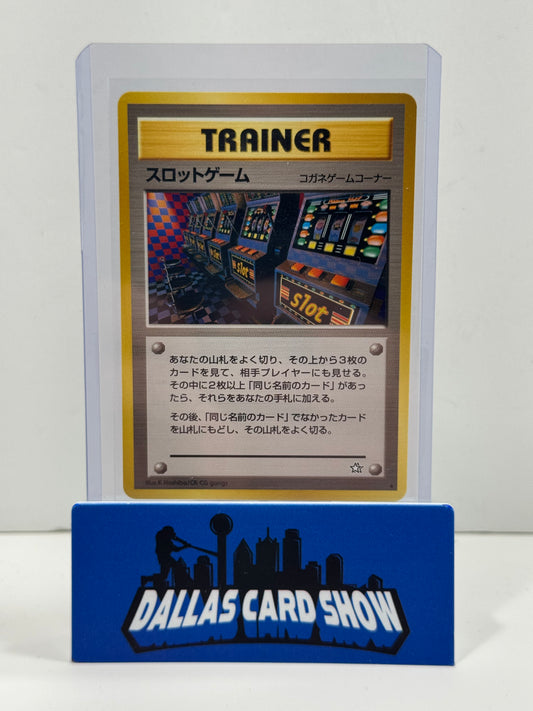 TRAINER
スロットゲーム コガネゲームコーナー
slot
slot
あなたの山札をよく切り、その上から3枚の
カードを見て、相手プレイヤーにも見せる。
その中に2枚以上「同じ名前のカード」があっ
たら、それらをあなたの手札に加える。
その後、「同じ名前のカード」でなかったカード
を山札にもどし、その山札をよく切る。
Illus.K.Hoshiba/CR CG gangs
DALLAS CARD SHOW